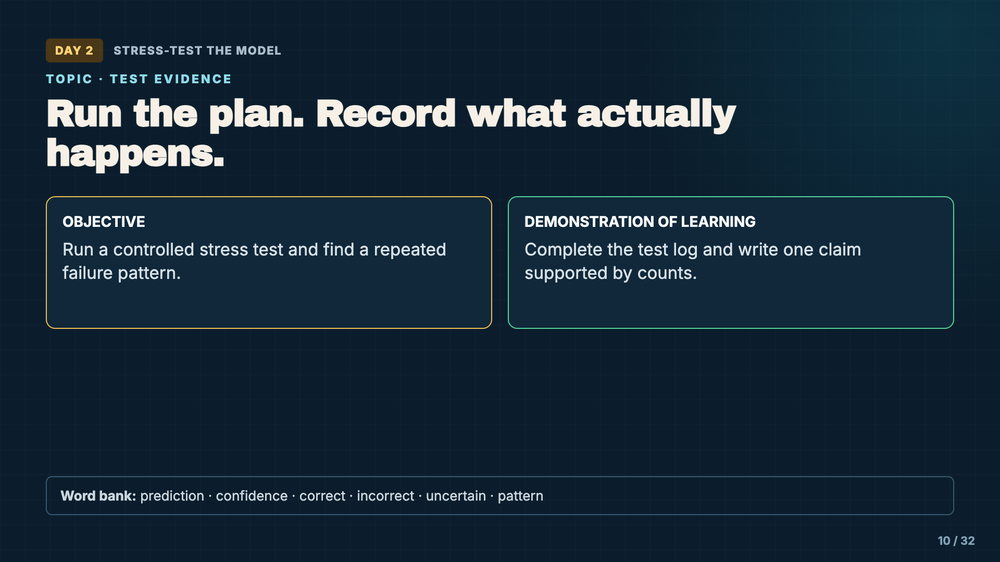 DAY 2 STRESS-TEST THE MODEL
TOPIC · TEST EVIDENCE
Run the plan. Record what actually
happens.
OBJECTIVE
Run a controlled stress test and find a repeated
failure pattern.
DEMONSTRATION OF LEARNING
Complete the test log and write one claim
supported by counts.
Word bank: prediction · confidence · correct · incorrect · uncertain · pattern
10 / 32